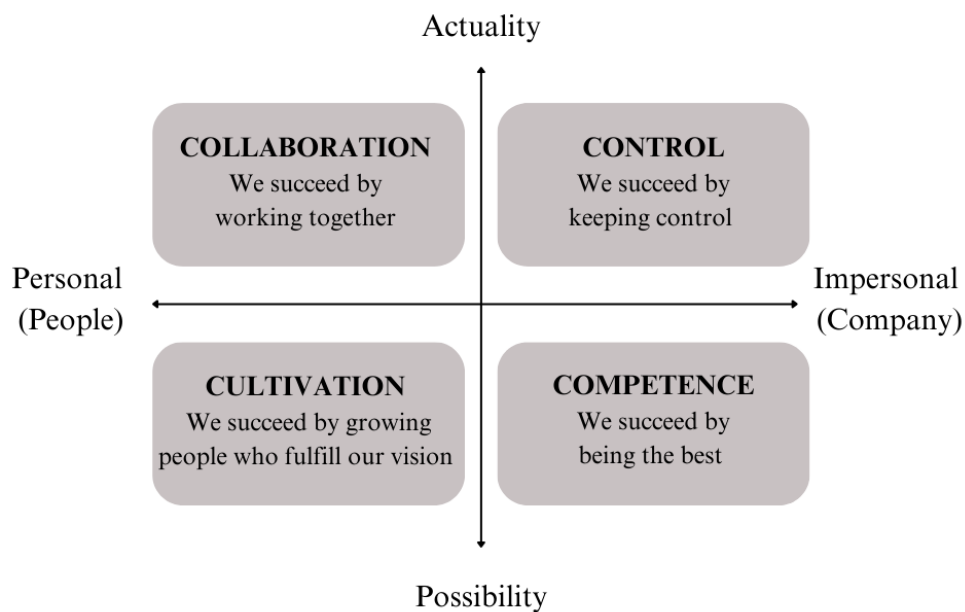 Actuality
COLLABORATION
We succeed by
working together
CONTROL
We succeed by
keeping control
Personal
(People)
Impersonal
(Company)
CULTIVATION
We succeed by growing
people who fulfill our vision
COMPETENCE
We succeed by
being the best
Possibility